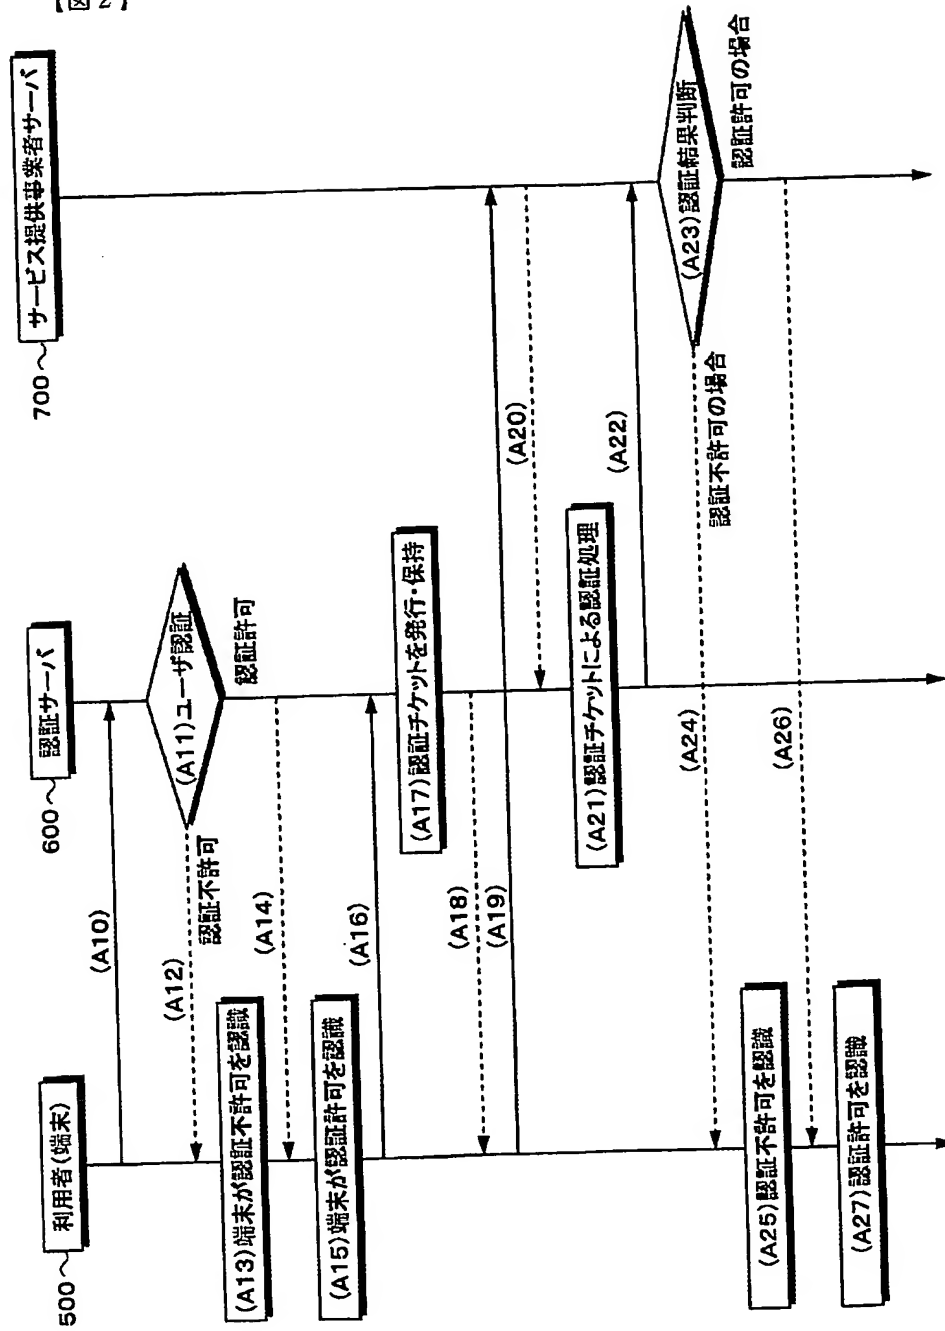 【図2】
500～
利用者(端末)
600～
認証サーバ
700～
サービス提供事業者サーバ
(A10)
(A11)ユーザ認証
認証不許可
認証許可
(A12)
(A13)端末が認証不許可を認識
(A14)
(A15)端末が認証許可を認識
(A16)
(A17)認証チケットを発行・保持
(A18)
(A19)
(A20)
(A21)認証チケットによる認証処理
(A22)
(A23)認証結果判断
認証不許可の場合
認証許可の場合
(A24)
(A25)認証不許可を認識
(A26)
(A27)認証許可を認識